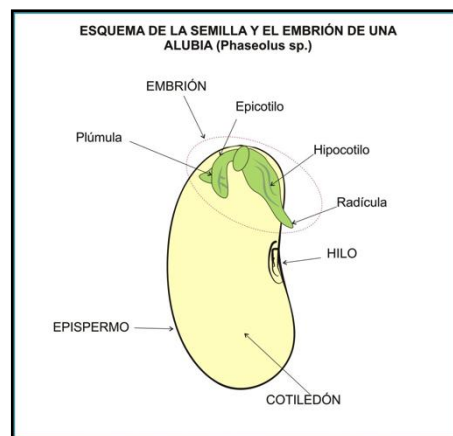 ESQUEMA DE LA SEMILLA Y EL EMBRIÓN DE UNA
ALUBIA (Phaseolus sp.)
EMBRIÓN
Epicotilo
Plúmula
Hipocotilo
Radícula
HILO
EPISPERMO
COTILEDÓN